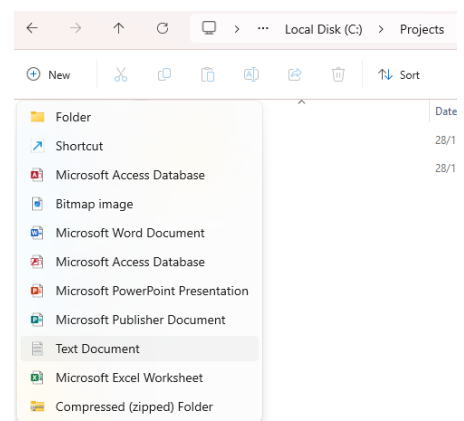 Local Disk (C:) > Projects
New Sort
Folder
Date
Shortcut
28/1
Microsoft Access Database
28/1
Bitmap image
Microsoft Word Document
Microsoft Access Database
Microsoft PowerPoint Presentation
Microsoft Publisher Document
Text Document
Microsoft Excel Worksheet
Compressed (zipped) Folder